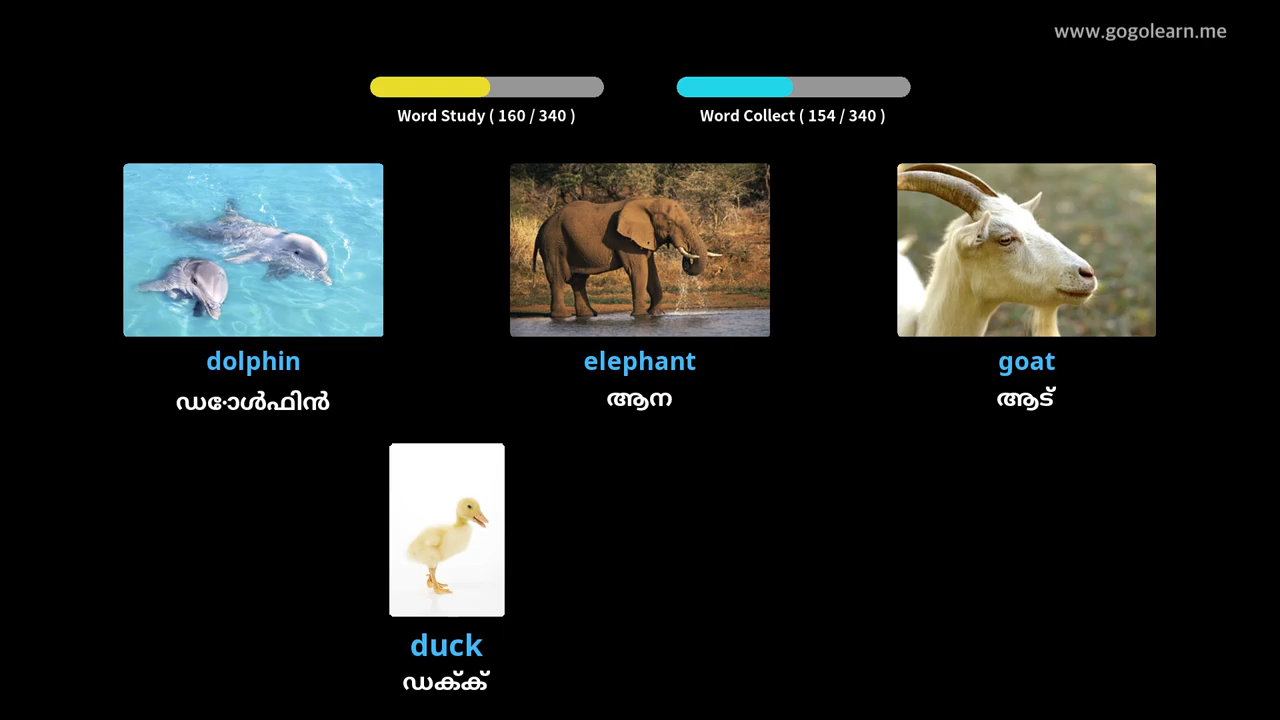 www.gogolearn.me
Word Study ( 160 / 340 )
Word Collect ( 154 / 340 )
dolphin
ഡോൾഫിൻ
elephant
ആന
goat
ആട്
duck
ഡക്ക്